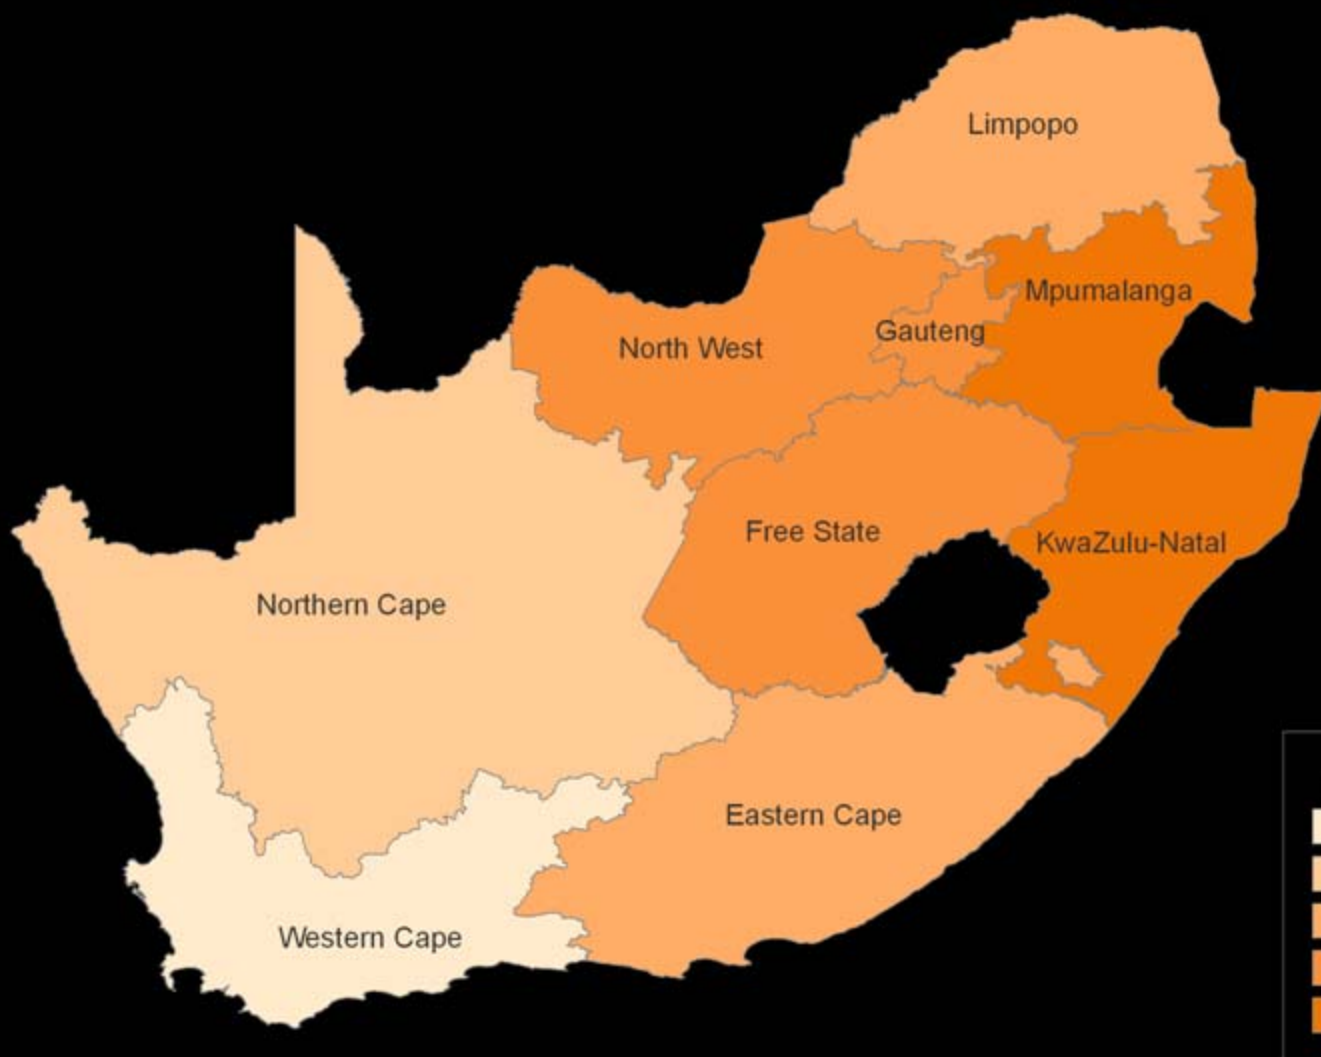 Limpopo
Mpumalanga
Gauteng
North West
Free State
KwaZulu-Natal
Northern Cape
Eastern Cape
Western Cape